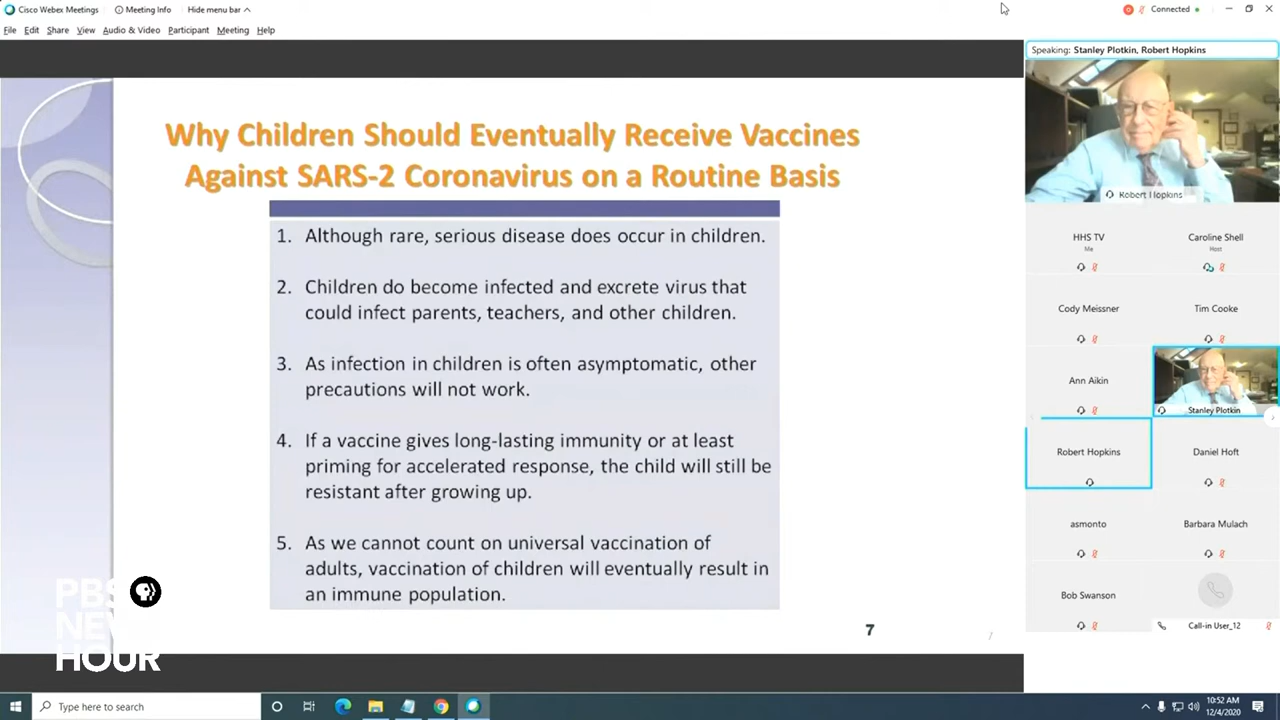 Cisco Webex Meetings
Meeting Info
Hide menu bar
Connected
File Edit Share View Audio & Video Participant Meeting Help
Speaking: Stanley Plotkin, Robert Hopkins
Why Children Should Eventually Receive Vaccines
Against SARS-2 Coronavirus on a Routine Basis
1. Although rare, serious disease does occur in children.
2. Children do become infected and excrete virus that
could infect parents, teachers, and other children.
3. As infection in children is often asymptomatic, other
precautions will not work.
4. If a vaccine gives long-lasting immunity or at least
priming for accelerated response, the child will still be
resistant after growing up.
5. As we cannot count on universal vaccination of
adults, vaccination of children will eventually result in
an immune population.
7
PBS
NEWS
HOUR
Robert Hopkins
HHS TV
Me
Caroline Shell
Host
Cody Meissner
Tim Cooke
Ann Aikin
Stanley Plotkin
Robert Hopkins
Daniel Hoft
asmonto
Barbara Mulach
Bob Swanson
Call-in User_12
Type here to search
10:52 AM
12/4/2020